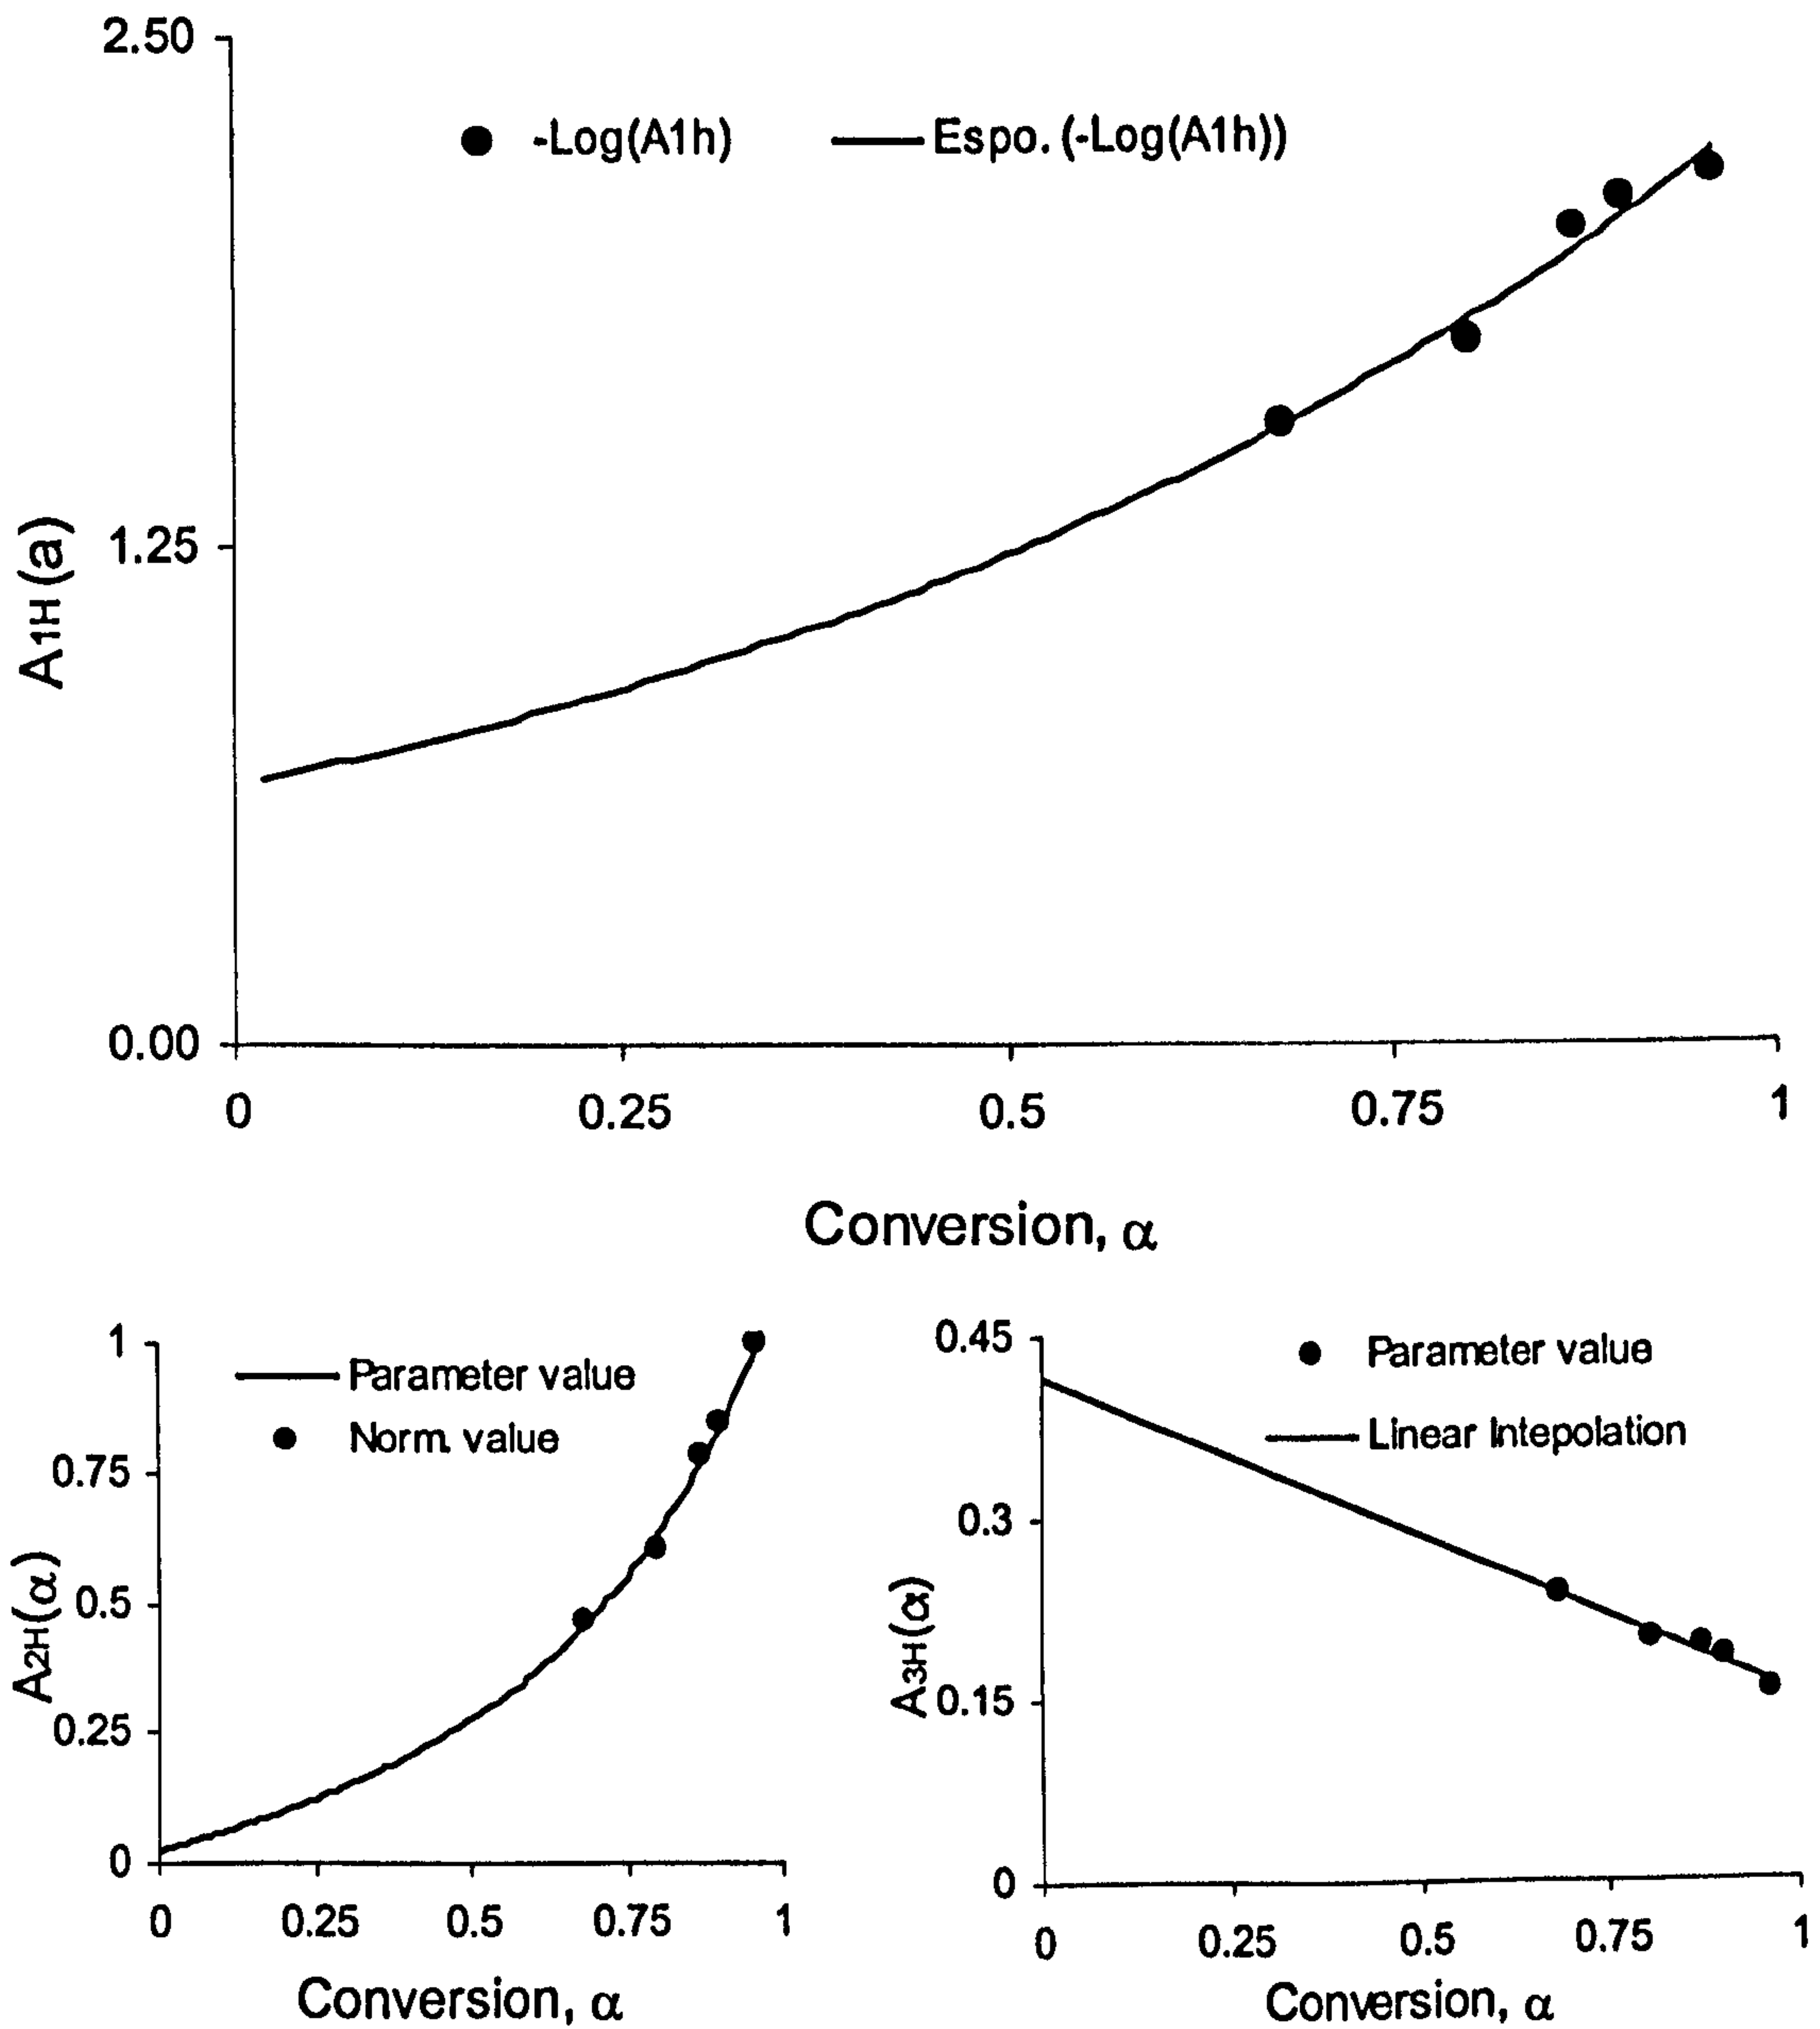 2.50
-Log(A1h) Espo. (-Log(A1h))
1.25
A1H (a)
0.00
0 0.25 0.5 0.75 1
Conversion, α
1
Parameter value
Norm. value
0.75
0.5
A2H(α)
0.25
0
0 0.25 0.5 0.75 1
Conversion, α
0.45
Parameter value
Linear Intepolation
0.3
A3H(α)
0.15
0
0 0.25 0.5 0.75 1
Conversion, α